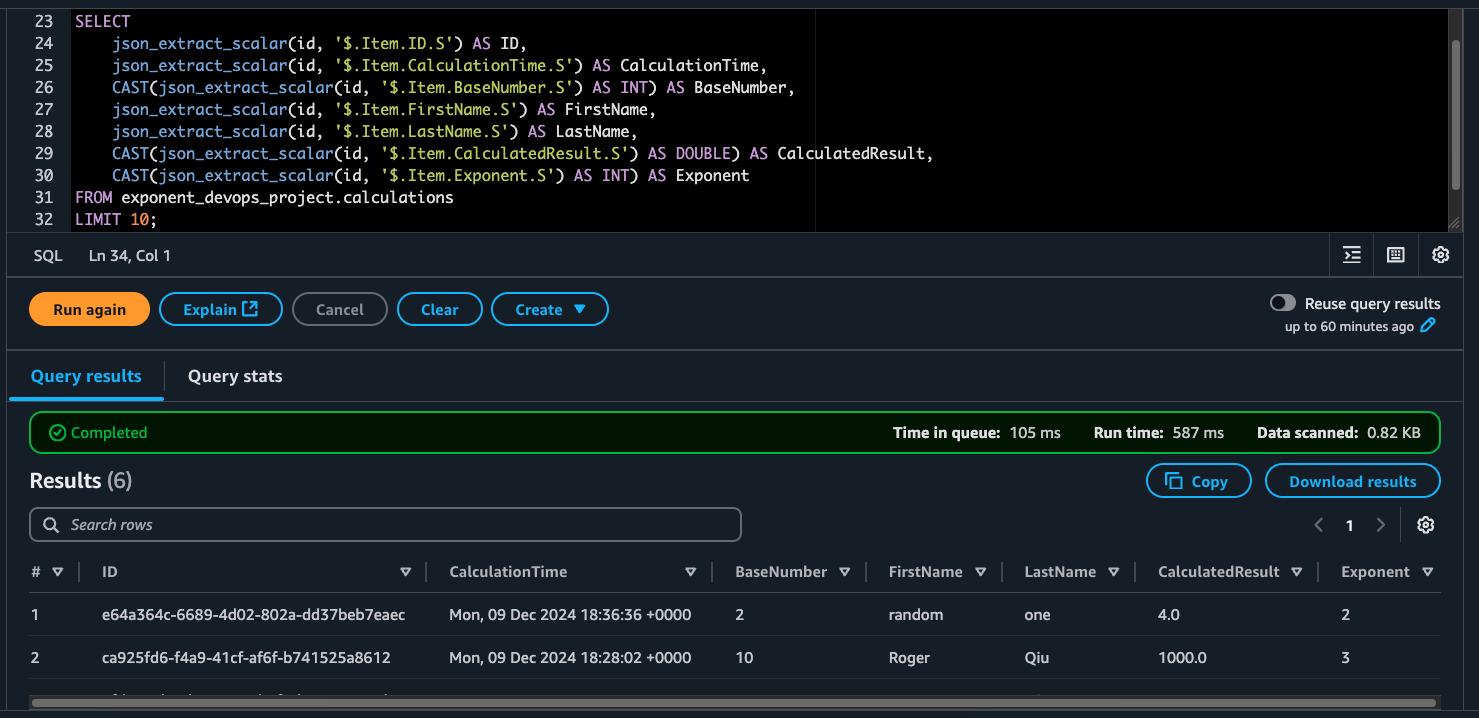 23 SELECT
24 json_extract_scalar(id, '$.Item.ID.S') AS ID,
25 json_extract_scalar(id, '$.Item.CalculationTime.S') AS CalculationTime,
26 CAST(json_extract_scalar(id, '$.Item.BaseNumber.S') AS INT) AS BaseNumber,
27 json_extract_scalar(id, '$.Item.FirstName.S') AS FirstName,
28 json_extract_scalar(id, '$.Item.LastName.S') AS LastName,
29 CAST(json_extract_scalar(id, '$.Item.CalculatedResult.S') AS DOUBLE) AS CalculatedResult,
30 CAST(json_extract_scalar(id, '$.Item.Exponent.S') AS INT) AS Exponent
31 FROM exponent_devops_project.calculations
32 LIMIT 10;
SQL Ln 34, Col 1
Run again Explain Cancel Clear Create Reuse query results
up to 60 minutes ago
Query results Query stats
Completed Time in queue: 105 ms Run time: 587 ms Data scanned: 0.82 KB
Results (6) Copy Download results
Search rows 1
# ID CalculationTime BaseNumber FirstName LastName CalculatedResult Exponent
1 e64a364c-6689-4d02-802a-dd37beb7eaec Mon, 09 Dec 2024 18:36:36 +0000 2 random one 4.0 2
2 ca925fd6-f4a9-41cf-af6f-b741525a8612 Mon, 09 Dec 2024 18:28:02 +0000 10 Roger Qiu 1000.0 3